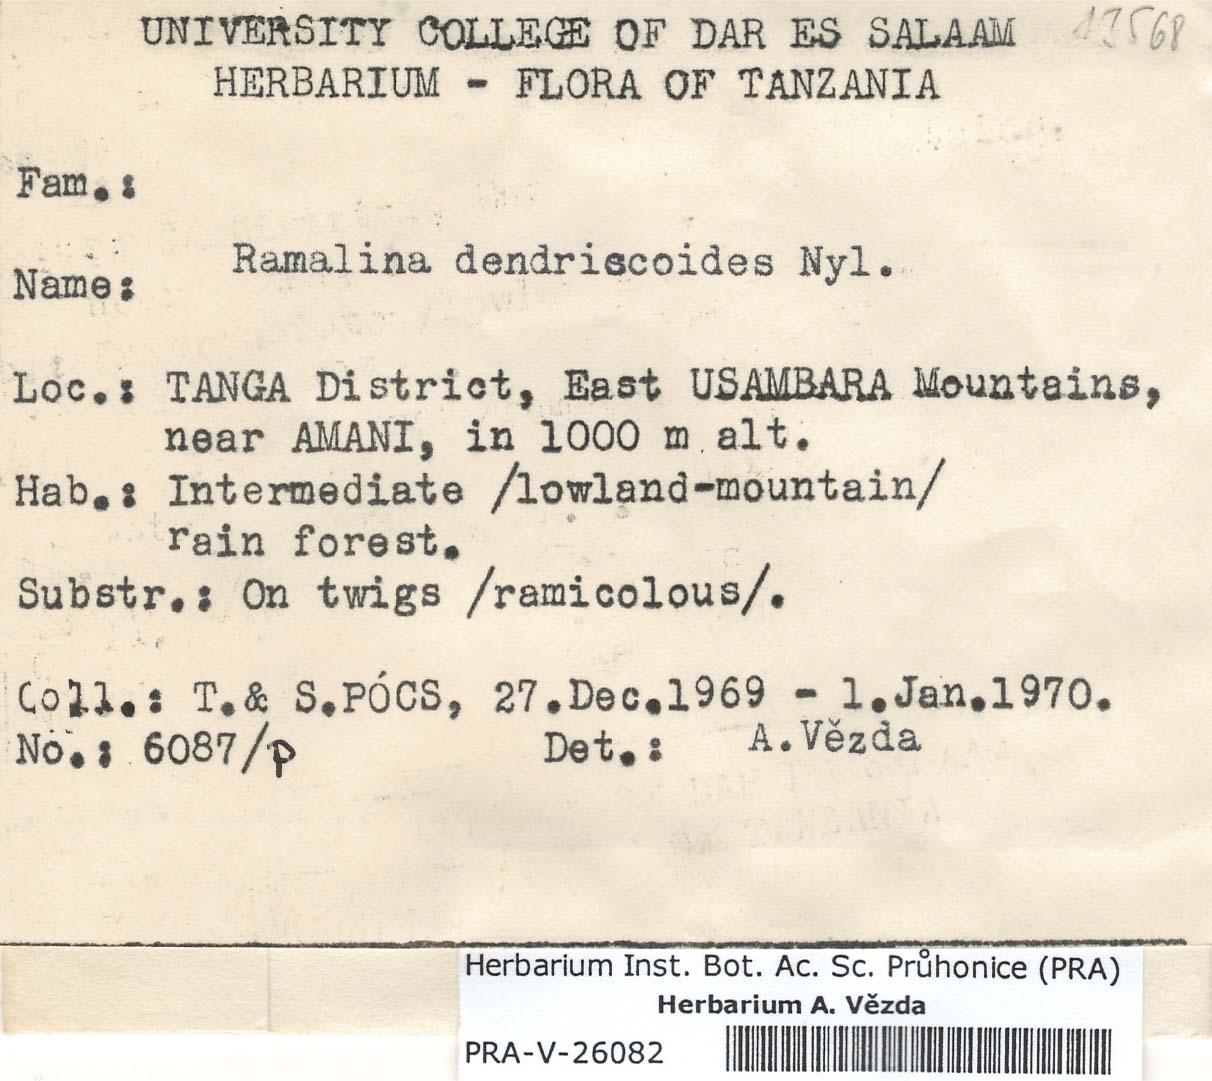 UNIVERSITY COLLEGE OF DAR ES SALAAM 13568
HERBARIUM - FLORA OF TANZANIA
Fam.:
Name: Ramalina dendriscoides Nyl.
Loc.: TANGA District, East USAMBARA Mountains,
near AMANI, in 1000 m alt.
Hab.: Intermediate /lowland-mountain/
rain forest.
Substr.: On twigs /ramicolous/.
Coll.: T.& S.PÓCS, 27.Dec.1969 - 1.Jan.1970.
No.: 6087/p Det.: A.Vězda
Herbarium Inst. Bot. Ac. Sc. Průhonice (PRA)
Herbarium A. Vězda
PRA-V-26082